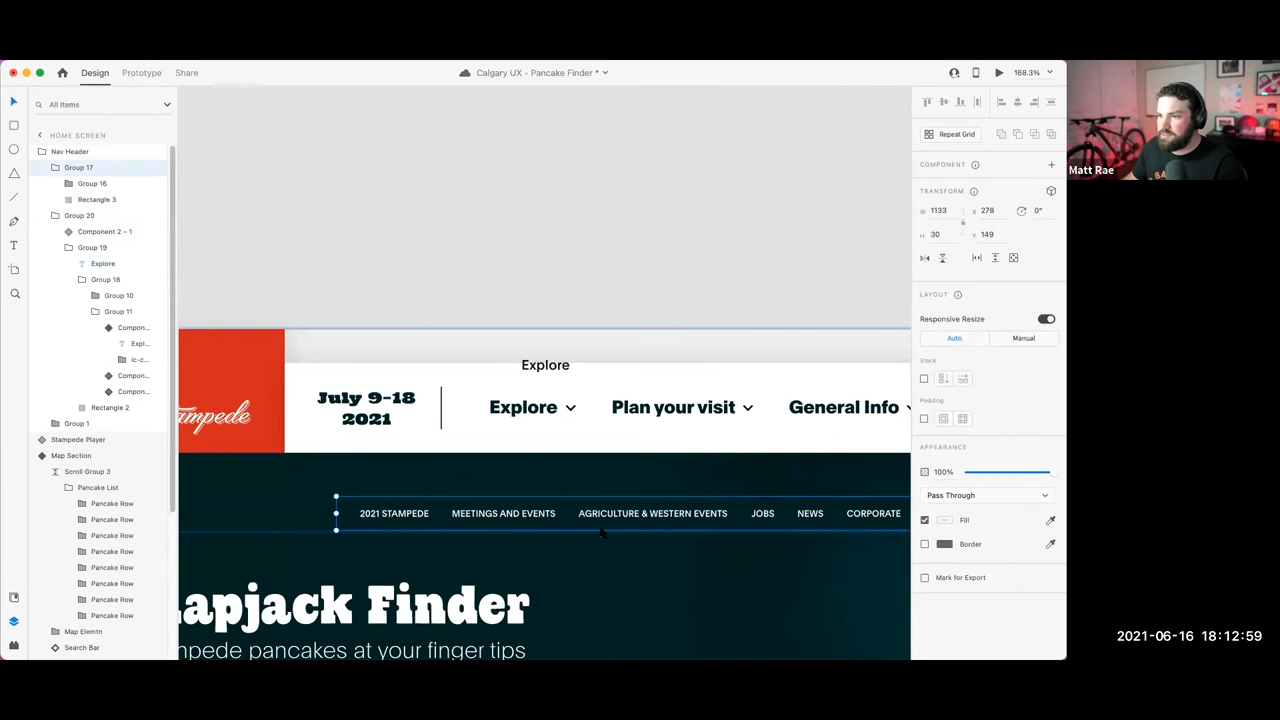 Design Prototype Share
Calgary UX - Pancake Finder *
168.3%
All Items
HOME SCREEN
Nav Header
Group 17
Group 16
Rectangle 3
Group 20
Component 2 – 1
Group 19
Explore
Group 18
Group 10
Group 11
Compon...
Expl...
ic-c...
Compon...
Compon...
Rectangle 2
Group 1
Stampede Player
Map Section
Scroll Group 3
Pancake List
Pancake Row
Pancake Row
Pancake Row
Pancake Row
Pancake Row
Pancake Row
Pancake Row
Pancake Row
Map Elemtn
Search Bar
Explore
ampede
July 9-18
2021
Explore Plan your visit General Info
2021 STAMPEDE MEETINGS AND EVENTS AGRICULTURE & WESTERN EVENTS JOBS NEWS CORPORATE
apjack Finder
mpede pancakes at your finger tips
Repeat Grid
COMPONENT
TRANSFORM
W 1133 X 279 0°
H 30 Y 149
LAYOUT
Responsive Resize
Auto Manual
Stack
Padding
APPEARANCE
100%
Pass Through
Fill
Border
Mark for Export
Matt Rae
2021-06-16 18:12:59